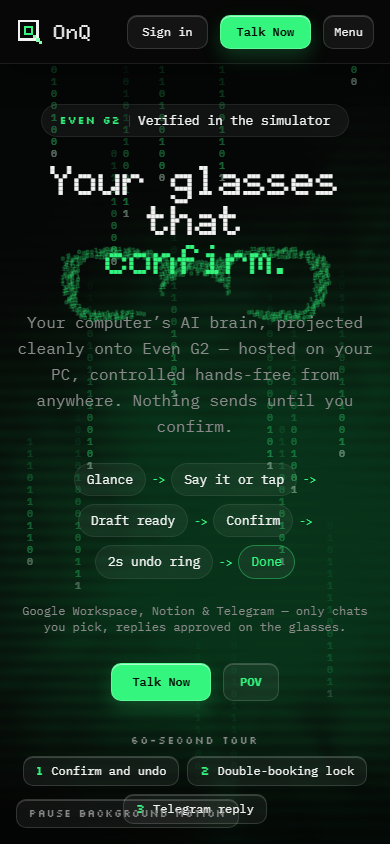 OnQ
Sign in
Talk Now
Menu
EVEN G2
Verified in the simulator
Your glasses
that
confirm.
Your computer’s AI brain, projected
cleanly onto Even G2 — hosted on your
PC, controlled hands-free from
anywhere. Nothing sends until you
confirm.
Glance -> Say it or tap ->
Draft ready -> Confirm ->
2s undo ring -> Done
Google Workspace, Notion & Telegram — only chats
you pick, replies approved on the glasses.
Talk Now
POV
60-SECOND TOUR
1 Confirm and undo
2 Double-booking lock
3 Telegram reply
PAUSE BACKGROUND MOTION